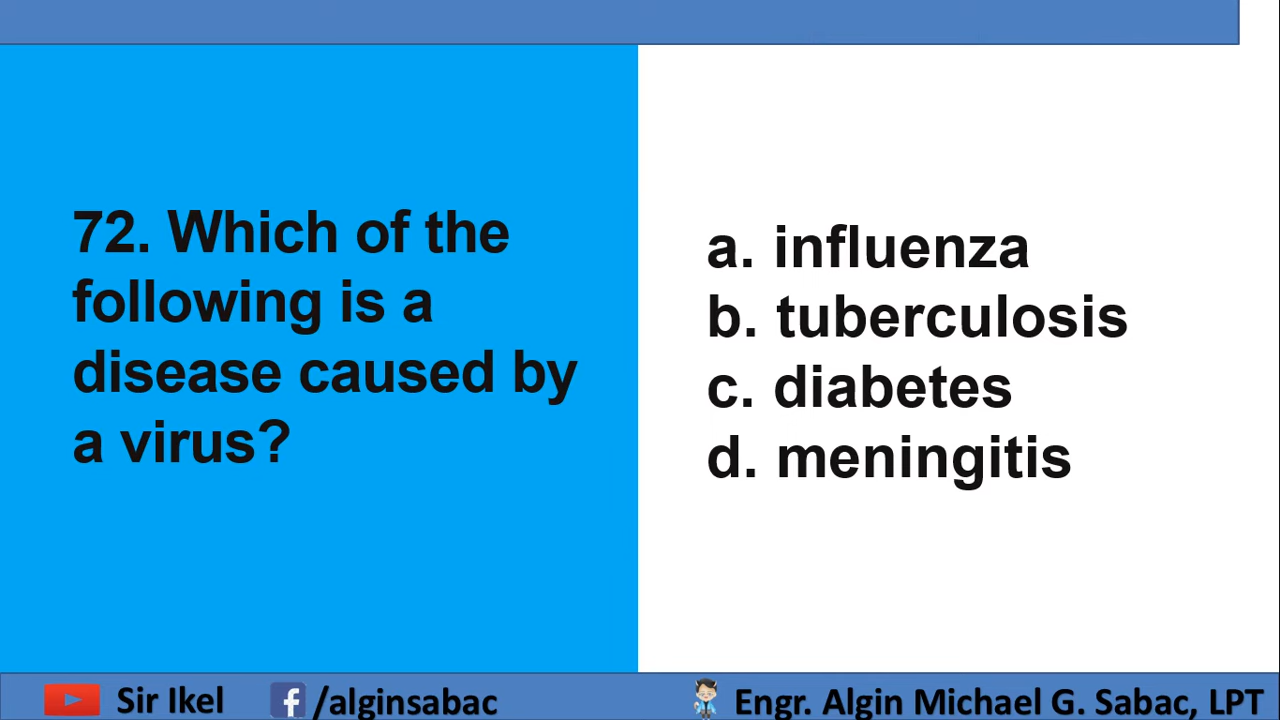 72. Which of the
following is a
disease caused by
a virus?
a. influenza
b. tuberculosis
c. diabetes
d. meningitis
Sir Ikel
/alginsabac
Engr. Algin Michael G. Sabac, LPT